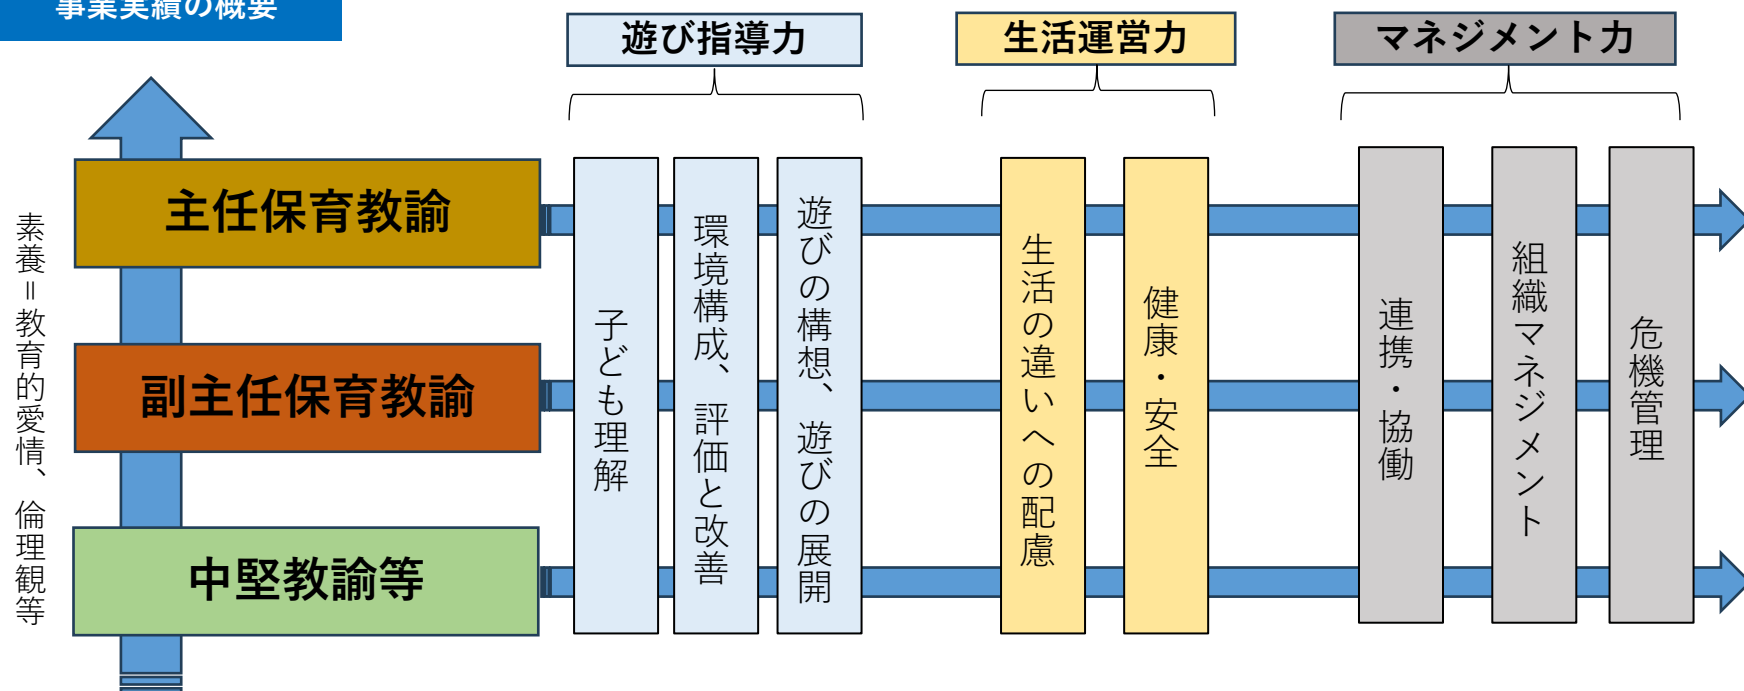 事業実績の概要
遊び指導力
生活運営力
マネジメント力
素養＝教育的愛情、倫理観等
主任保育教諭
副主任保育教諭
中堅教諭等
子ども理解
環境構成、評価と改善
遊びの構想、遊びの展開
生活の違いへの配慮
健康・安全
連携・協働
組織マネジメント
危機管理